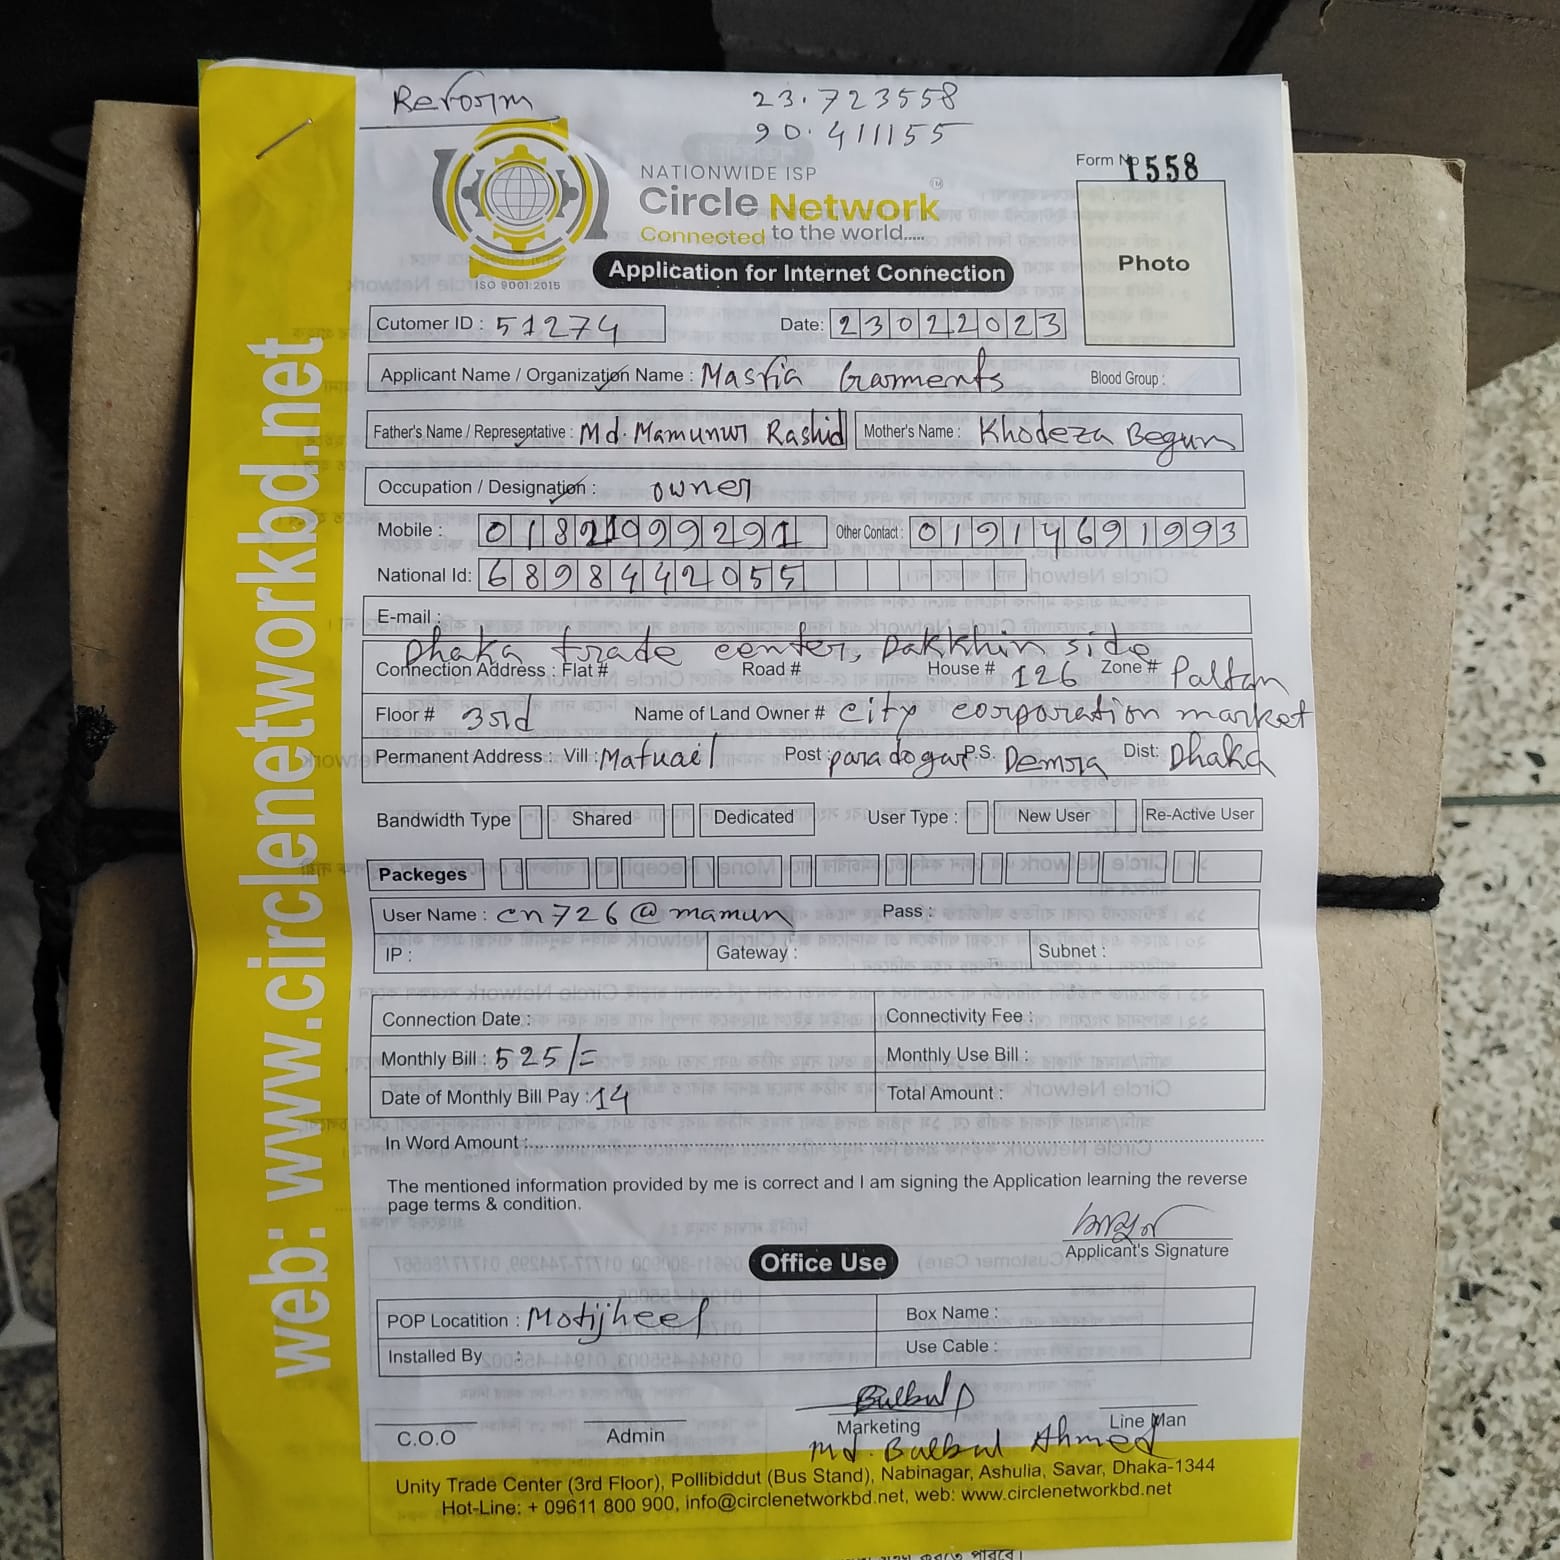 Reform
23.723558
90.411155
NATIONWIDE ISP
Circle Network
Connected to the world.....
ISO 9001:2015
Form No 1558
Photo
Application for Internet Connection
Cutomer ID : 51274 Date: 23022023
Applicant Name / Organization Name : Masfia Garments Blood Group :
Father's Name / Representative : Md. Mamunur Rashid Mother's Name : Khodeza Begum
Occupation / Designation : owner
Mobile : 01821099291 Other Contact : 01914691993
National Id: 6898442055
E-mail :
Dhaka trade center, Dakkhin side
Connection Address : Flat # Road # House # 126 Zone # Paltan
Floor # 3rd Name of Land Owner # city corporation market
Permanent Address : Vill : Matuail Post : paradogar P.S. Demra Dist: Dhaka
Bandwidth Type Shared Dedicated User Type : New User Re-Active User
Packeges
User Name : cn726@mamun Pass :
IP : Gateway : Subnet :
Connection Date : Connectivity Fee :
Monthly Bill : 525/= Monthly Use Bill :
Date of Monthly Bill Pay : 14 Total Amount :
In Word Amount :
The mentioned information provided by me is correct and I am signing the Application learning the reverse
page terms & condition.
Applicant's Signature
Office Use
POP Locatition : Motijheel Box Name :
Installed By : Use Cable :
Bulbul
C.O.O Admin Marketing Line Man
Md. Bulbul Ahmed
Unity Trade Center (3rd Floor), Pollibiddut (Bus Stand), Nabinagar, Ashulia, Savar, Dhaka-1344
Hot-Line: + 09611 800 900, info@circlenetworkbd.net, web: www.circlenetworkbd.net
web: www.circlenetworkbd.net